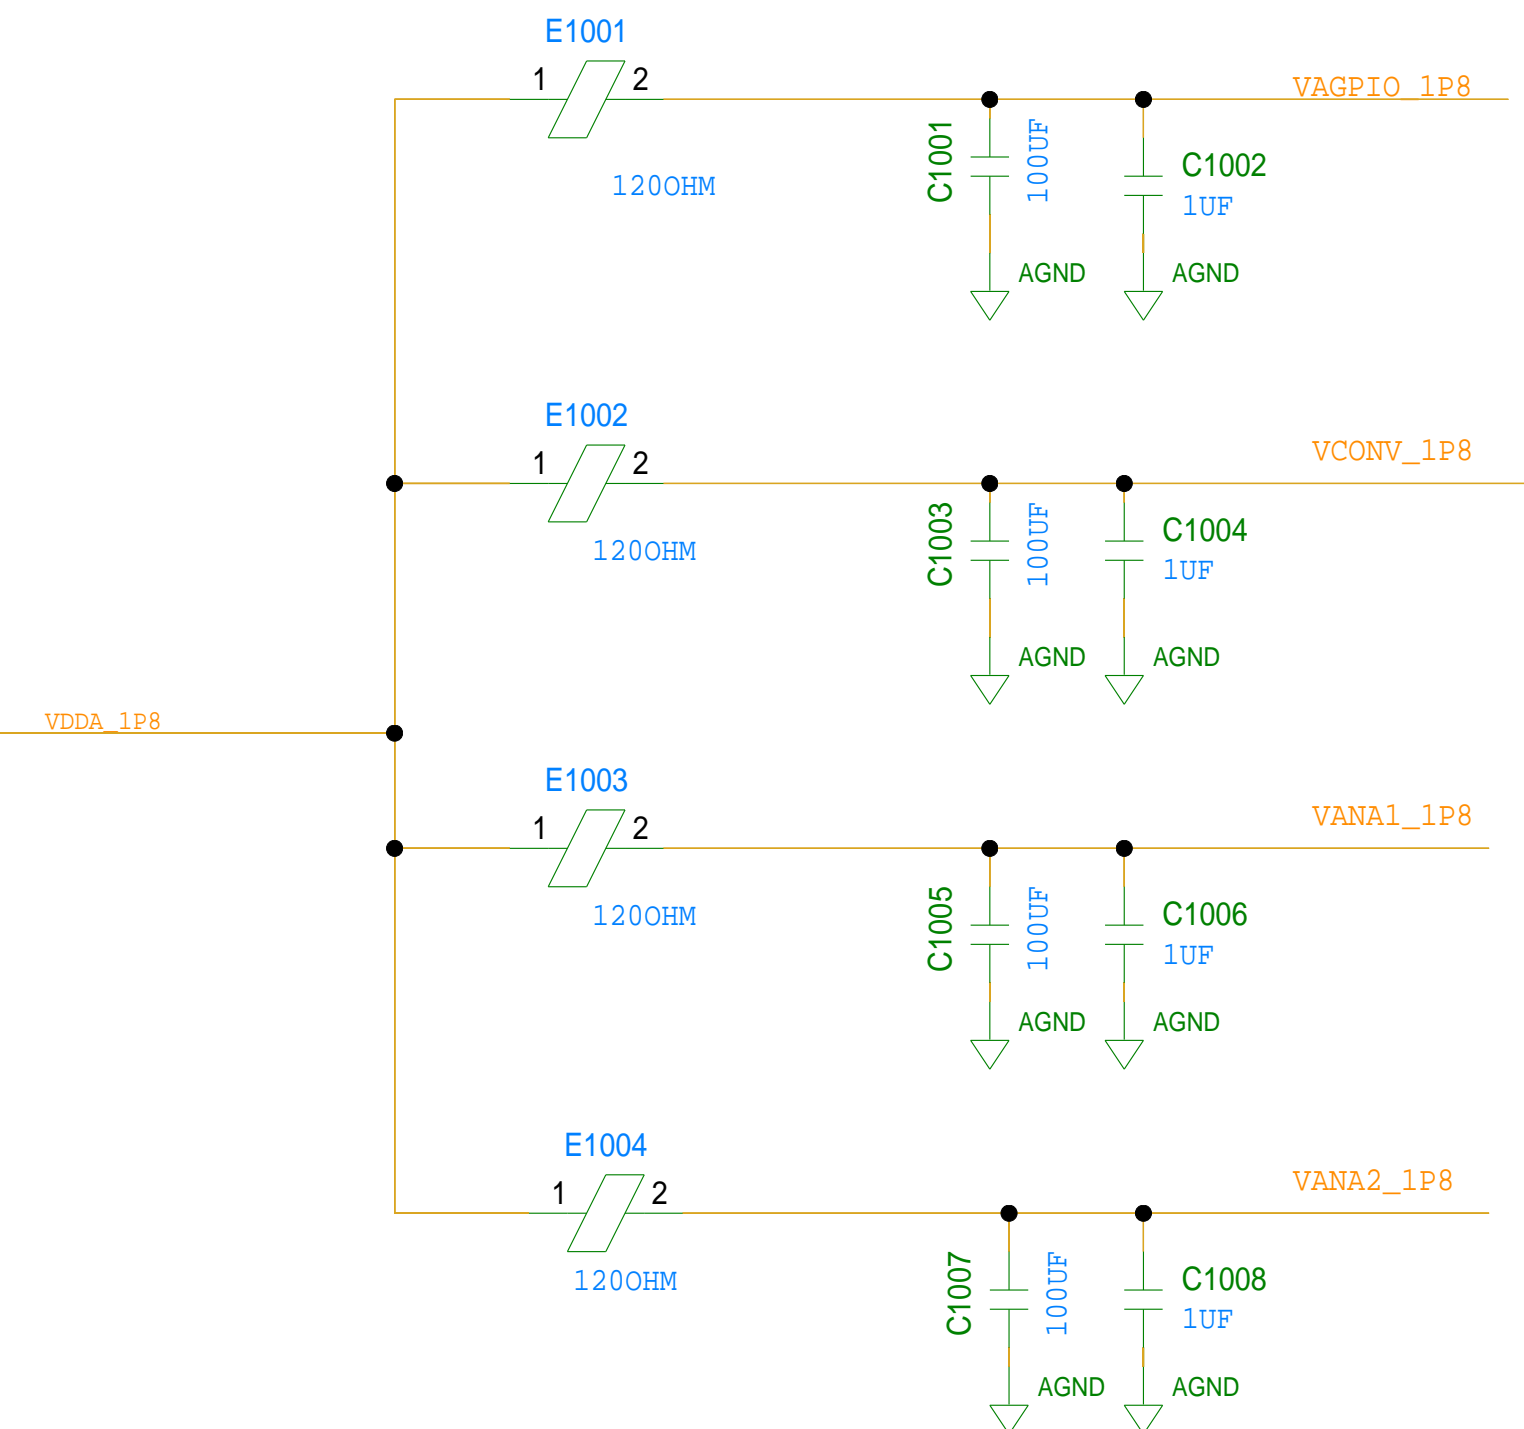 E1001
1
2
120OHM
VAGPIO_1P8
C1001
100UF
C1002
1UF
AGND
AGND
E1002
1
2
120OHM
VCONV_1P8
C1003
100UF
C1004
1UF
AGND
AGND
VDDA_1P8
E1003
1
2
120OHM
VANA1_1P8
C1005
100UF
C1006
1UF
AGND
AGND
E1004
1
2
120OHM
VANA2_1P8
C1007
100UF
C1008
1UF
AGND
AGND